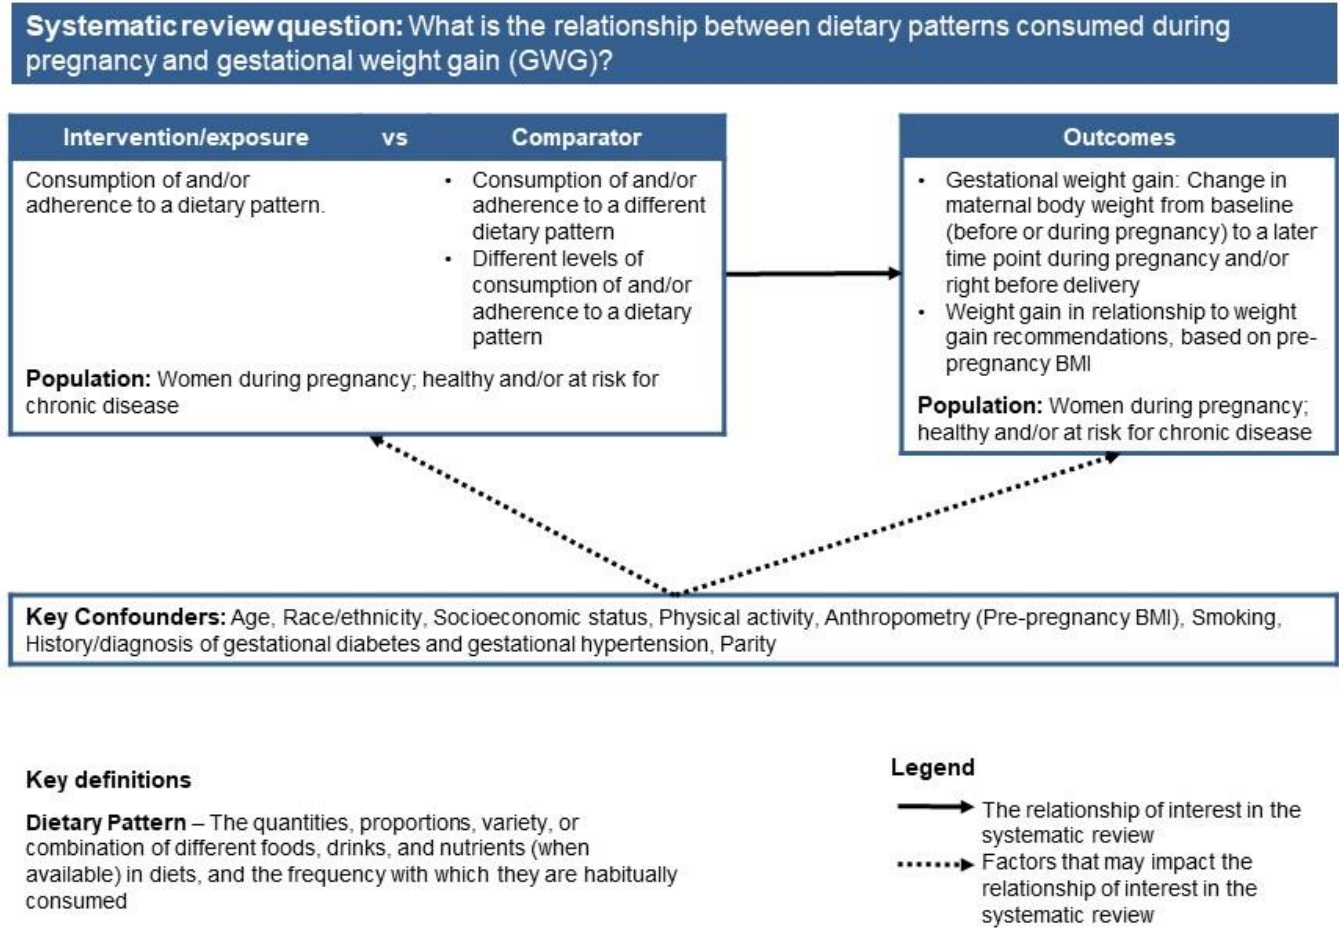 Systematic review question: What is the relationship between dietary patterns consumed during
pregnancy and gestational weight gain (GWG)?
Intervention/exposure vs Comparator
Consumption of and/or
adherence to a dietary pattern.
• Consumption of and/or
adherence to a different
dietary pattern
• Different levels of
consumption of and/or
adherence to a dietary
pattern
Population: Women during pregnancy; healthy and/or at risk for
chronic disease
Outcomes
• Gestational weight gain: Change in
maternal body weight from baseline
(before or during pregnancy) to a later
time point during pregnancy and/or
right before delivery
• Weight gain in relationship to weight
gain recommendations, based on pre-
pregnancy BMI
Population: Women during pregnancy;
healthy and/or at risk for chronic disease
Key Confounders: Age, Race/ethnicity, Socioeconomic status, Physical activity, Anthropometry (Pre-pregnancy BMI), Smoking,
History/diagnosis of gestational diabetes and gestational hypertension, Parity
Key definitions
Dietary Pattern – The quantities, proportions, variety, or
combination of different foods, drinks, and nutrients (when
available) in diets, and the frequency with which they are habitually
consumed
Legend
The relationship of interest in the
systematic review
Factors that may impact the
relationship of interest in the
systematic review